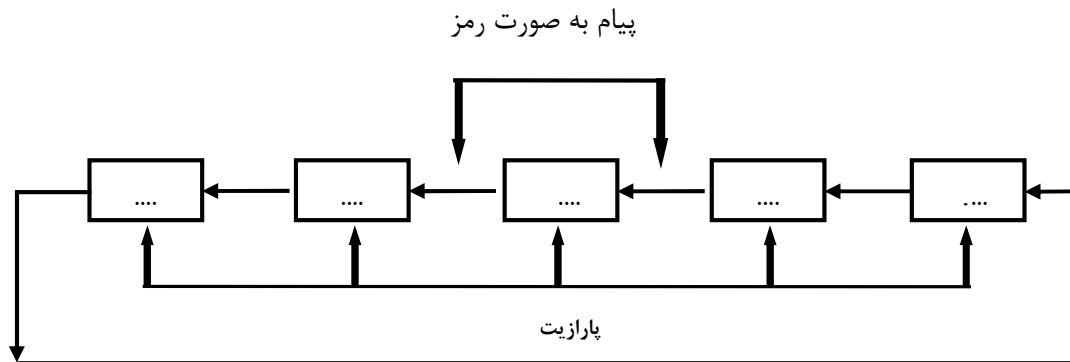 پیام به صورت رمز
.... .... .... .... ....
پارازیت